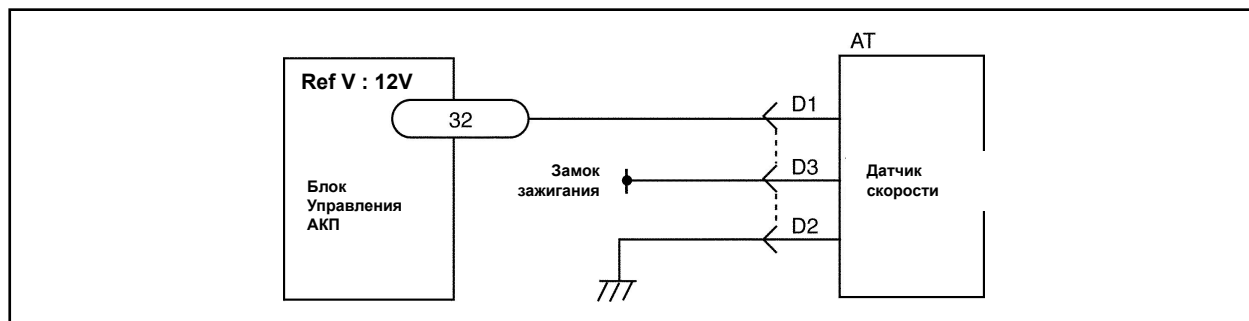 AT
Ref V : 12V
D1
32
Замок
зажигания
D3
Датчик
скорости
Блок
Управления
АКП
D2